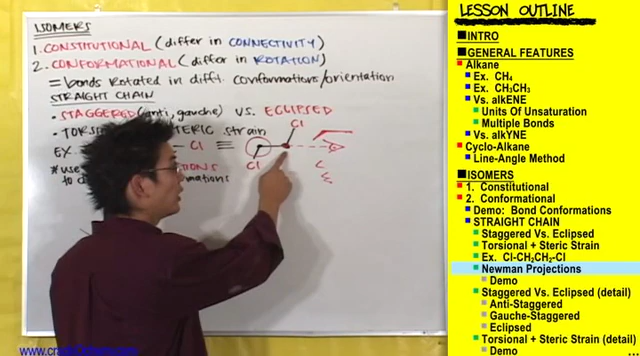 ISOMERS
1. CONSTITUTIONAL (differ in CONNECTIVITY)
2. CONFORMATIONAL (differ in ROTATION)
= bonds Rotated in diff't conformations/orientation
STRAIGHT CHAIN
• STAGGERED (anti, gauche) VS. ECLIPSED
• TORS STERIC strain
EX - Cl ≡ Cl
Cl
* use
to d
LESSON OUTLINE
INTRO
GENERAL FEATURES
Alkane
Ex. CH4
Ex. CH3CH3
Vs. alkENE
Units Of Unsaturation
Multiple Bonds
Vs. alkYNE
Cyclo-Alkane
Line-Angle Method
ISOMERS
1. Constitutional
2. Conformational
Demo: Bond Conformations
STRAIGHT CHAIN
Staggered Vs. Eclipsed
Torsional + Steric Strain
Ex. Cl-CH2CH2-Cl
Newman Projections
Demo
Staggered Vs. Eclipsed (detail)
Anti-Staggered
Gauche-Staggered
Eclipsed
Torsional + Steric Strain (detail)
Demo
...